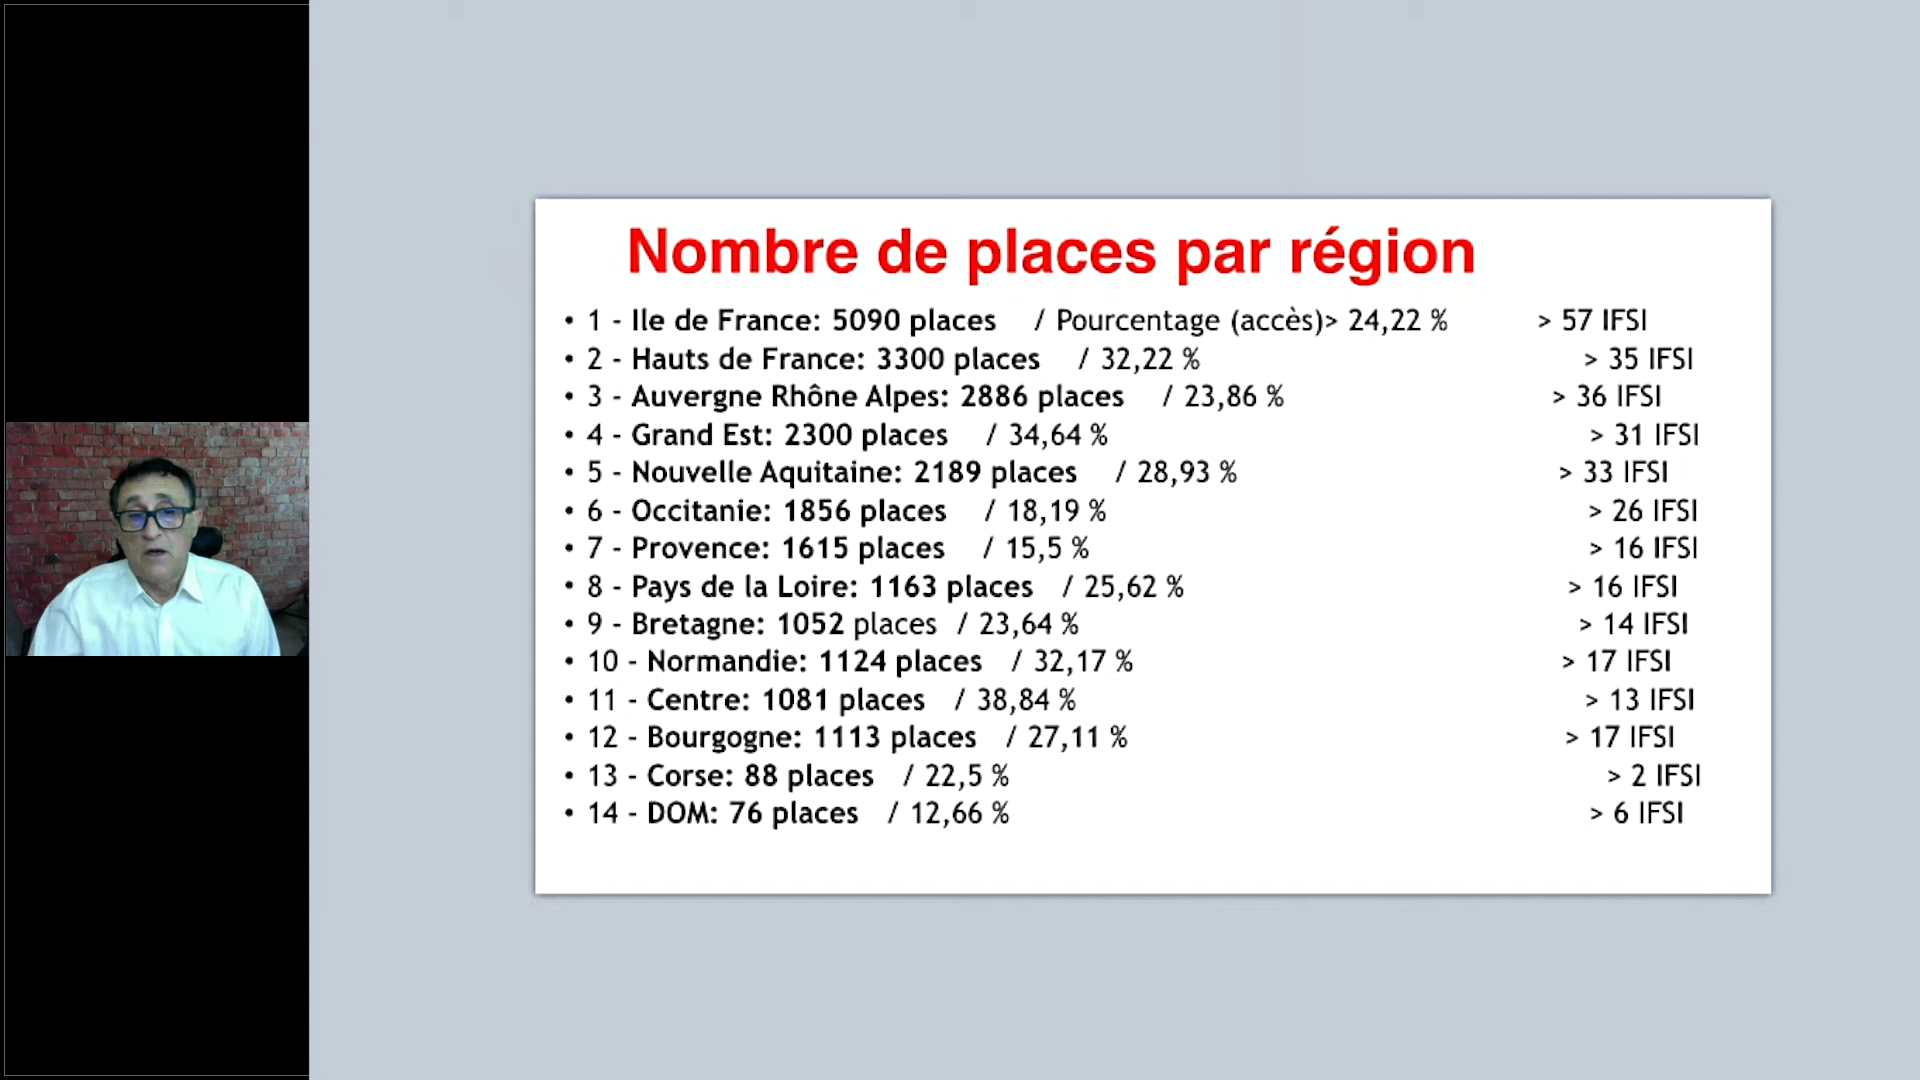 Nombre de places par région
• 1 - Ile de France: 5090 places / Pourcentage (accès)> 24,22 % > 57 IFSI
• 2 - Hauts de France: 3300 places / 32,22 % > 35 IFSI
• 3 - Auvergne Rhône Alpes: 2886 places / 23,86 % > 36 IFSI
• 4 - Grand Est: 2300 places / 34,64 % > 31 IFSI
• 5 - Nouvelle Aquitaine: 2189 places / 28,93 % > 33 IFSI
• 6 - Occitanie: 1856 places / 18,19 % > 26 IFSI
• 7 - Provence: 1615 places / 15,5 % > 16 IFSI
• 8 - Pays de la Loire: 1163 places / 25,62 % > 16 IFSI
• 9 - Bretagne: 1052 places / 23,64 % > 14 IFSI
• 10 - Normandie: 1124 places / 32,17 % > 17 IFSI
• 11 - Centre: 1081 places / 38,84 % > 13 IFSI
• 12 - Bourgogne: 1113 places / 27,11 % > 17 IFSI
• 13 - Corse: 88 places / 22,5 % > 2 IFSI
• 14 - DOM: 76 places / 12,66 % > 6 IFSI